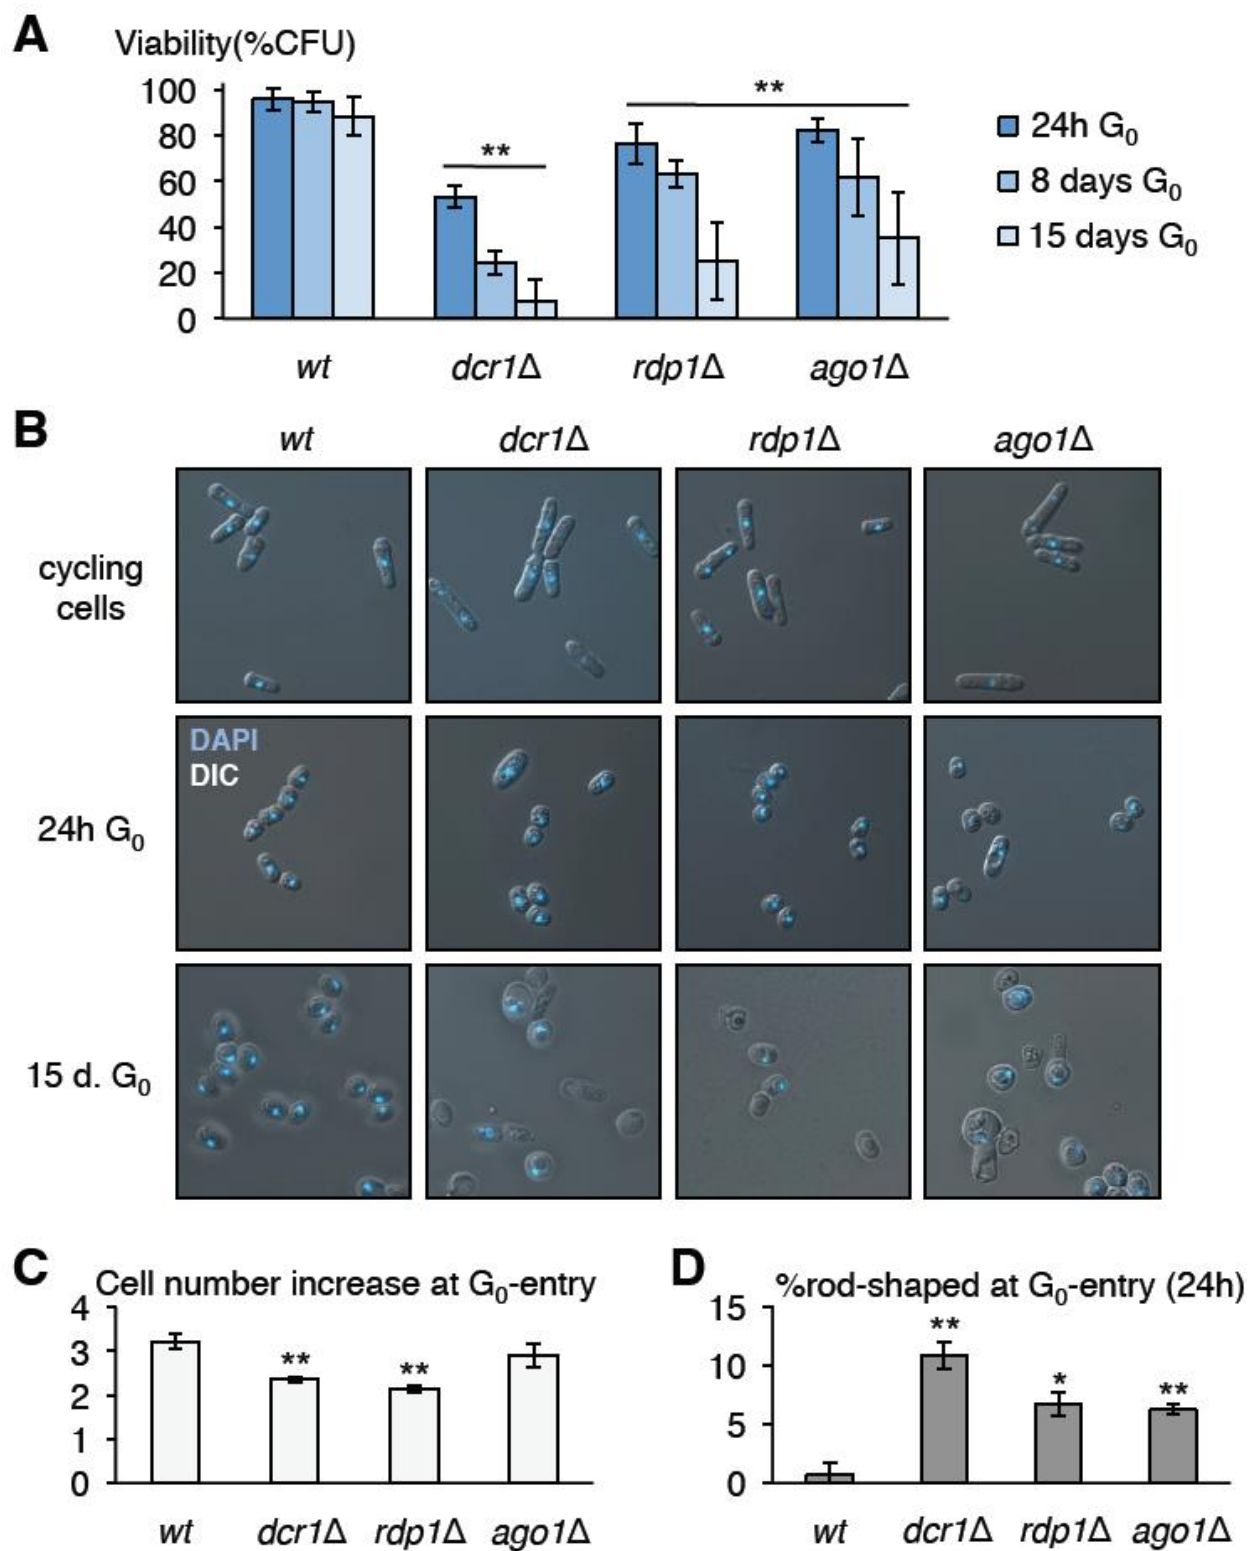 A
Viability(%CFU)
100
80
60
40
20
0
**
**
24h G₀
8 days G₀
15 days G₀
wt
dcr1Δ
rdp1Δ
ago1Δ
B
wt
dcr1Δ
rdp1Δ
ago1Δ
cycling
cells
DAPI
DIC
24h G₀
15 d. G₀
C
Cell number increase at G₀-entry
4
3
2
1
0
**
**
wt
dcr1Δ
rdp1Δ
ago1Δ
D
%rod-shaped at G₀-entry (24h)
15
10
5
0
**
*
**
wt
dcr1Δ
rdp1Δ
ago1Δ